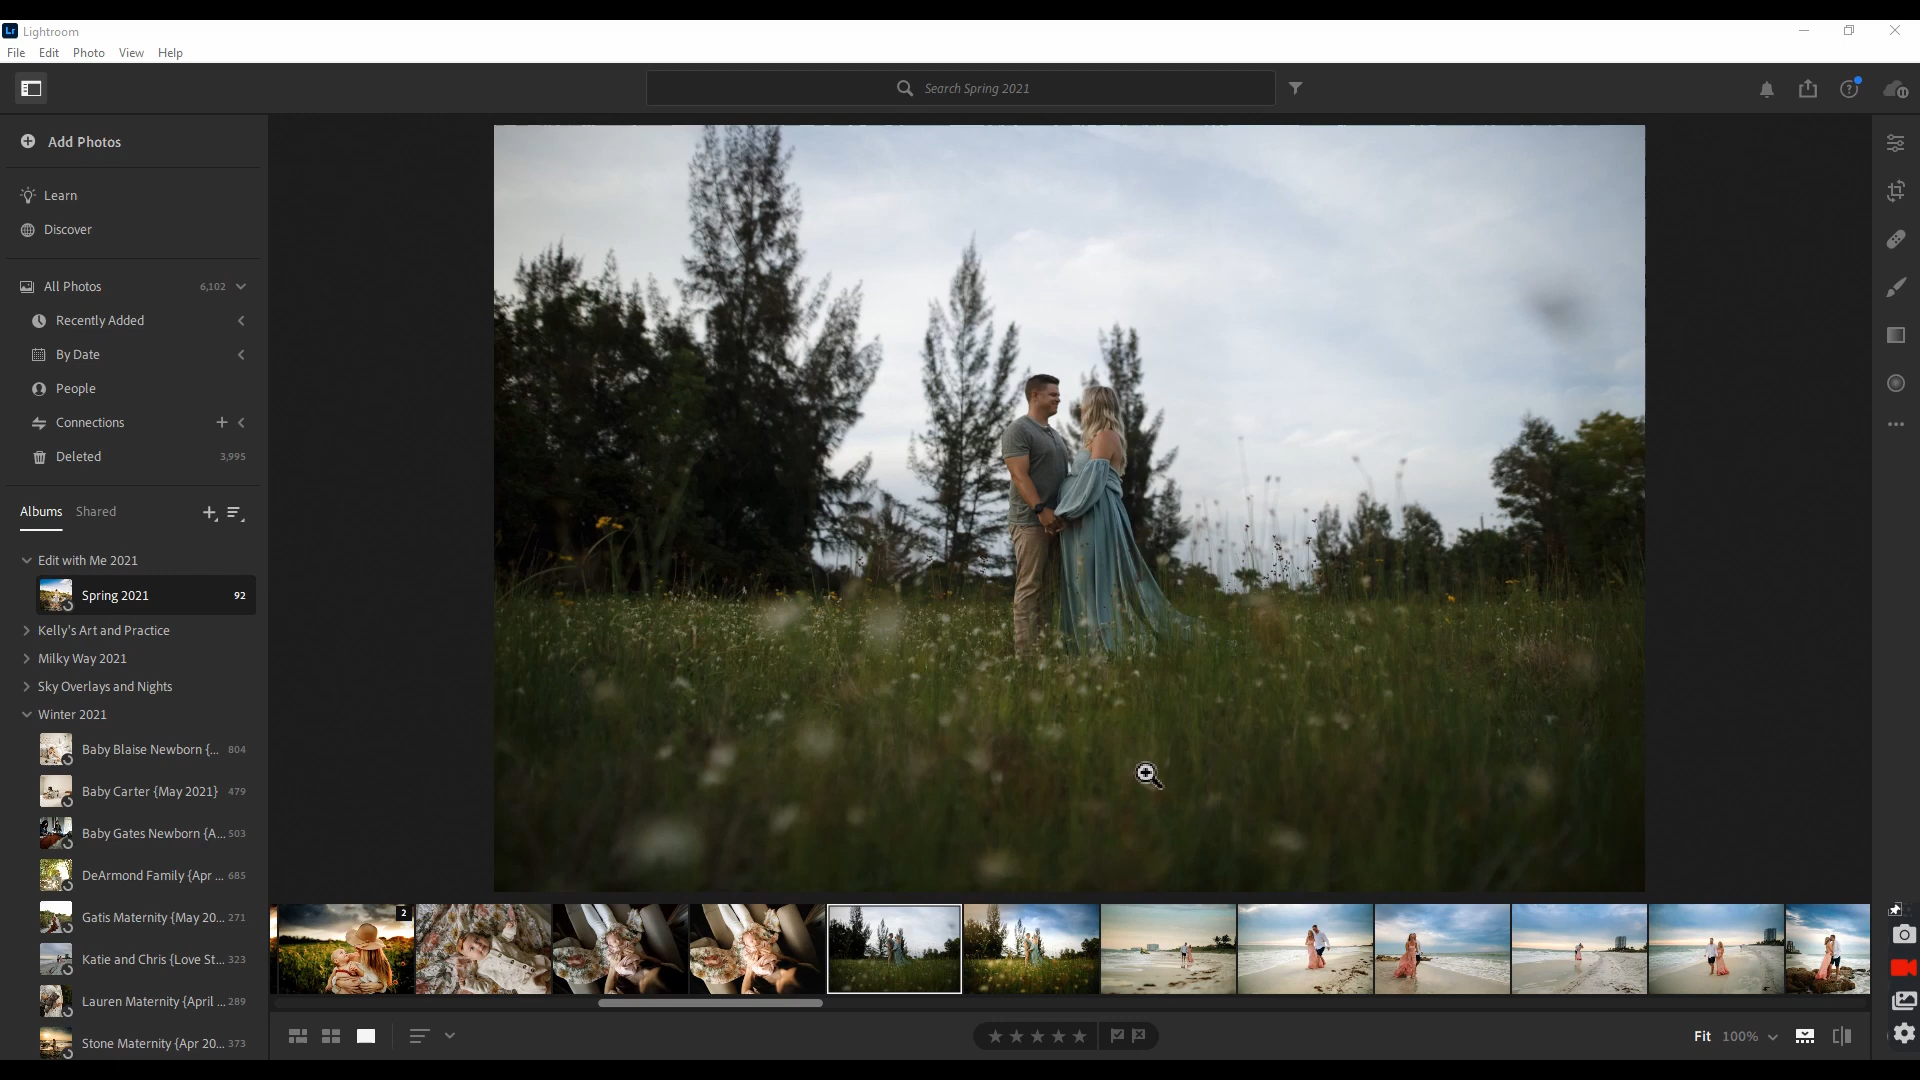 Lr Lightroom
File Edit Photo View Help
Search Spring 2021
Add Photos
Learn
Discover
All Photos 6,102
Recently Added
By Date
People
Connections
Deleted 3,995
Albums Shared
Edit with Me 2021
Spring 2021 92
Kelly's Art and Practice
Milky Way 2021
Sky Overlays and Nights
Winter 2021
Baby Blaise Newborn {... 804
Baby Carter {May 2021} 479
Baby Gates Newborn {A... 503
DeArmond Family {Apr ... 685
Gatis Maternity {May 20... 271
Katie and Chris {Love St... 323
Lauren Maternity {April ... 289
Stone Maternity {Apr 20... 373
2
Fit 100%